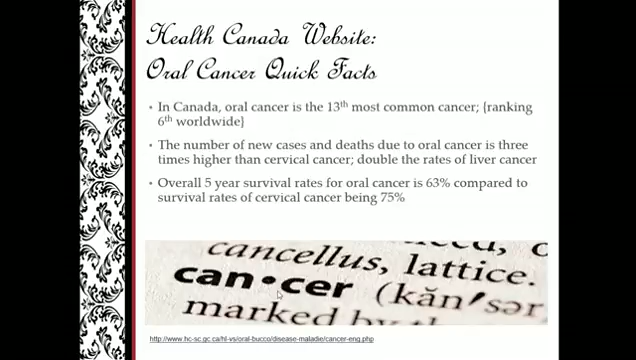 Health Canada Website:
Oral Cancer Quick Facts
• In Canada, oral cancer is the 13th most common cancer; {ranking
6th worldwide}
• The number of new cases and deaths due to oral cancer is three
times higher than cervical cancer; double the rates of liver cancer
• Overall 5 year survival rates for oral cancer is 63% compared to
survival rates of cervical cancer being 75%
cancellus, lattice.
can•cer (kăn′sər,
marked by th
http://www.hc-sc.gc.ca/hl-vs/oral-bucco/disease-maladie/cancer-eng.php